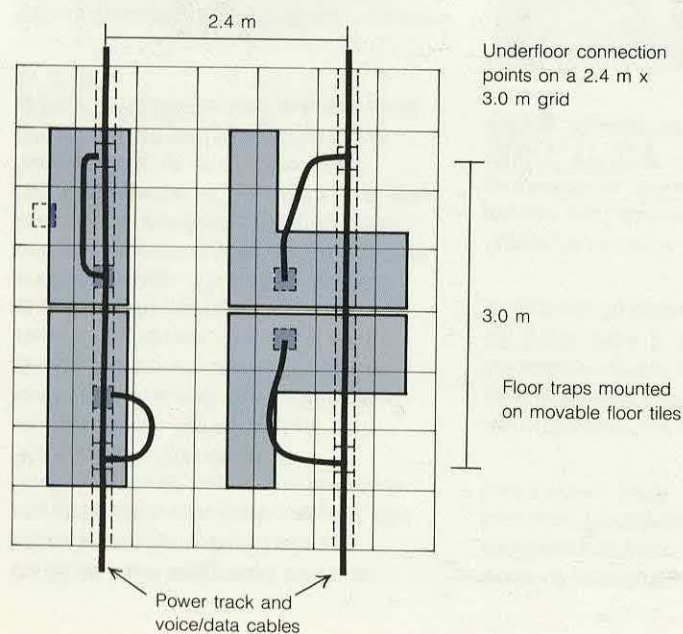 2.4 m
Underfloor connection
points on a 2.4 m x
3.0 m grid
3.0 m
Floor traps mounted
on movable floor tiles
Power track and
voice/data cables